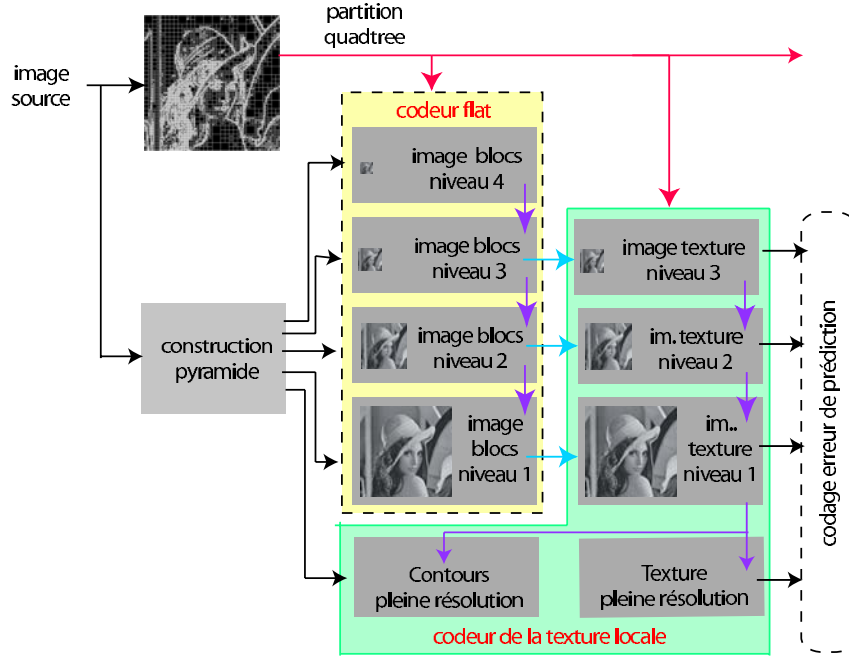 partition
quadtree
image
source
codeur flat
image blocs
niveau 4
image blocs
niveau 3
image texture
niveau 3
construction
pyramide
image blocs
niveau 2
im. texture
niveau 2
image
blocs
niveau 1
im..
texture
niveau 1
codage erreur de prédiction
Contours
pleine résolution
Texture
pleine résolution
codeur de la texture locale